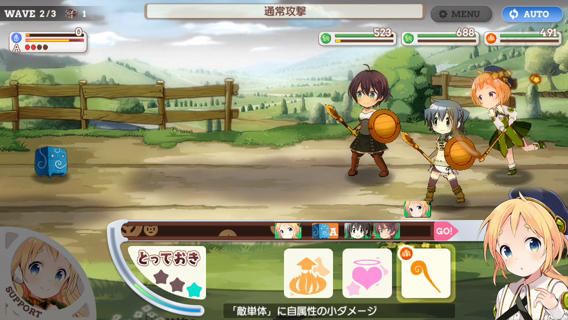 WAVE 2/3 1
通常攻撃
MENU
AUTO
0
A
523
688
491
A
GO!
とっておき
SUPPORT
「敵単体」に自属性の小ダメージ